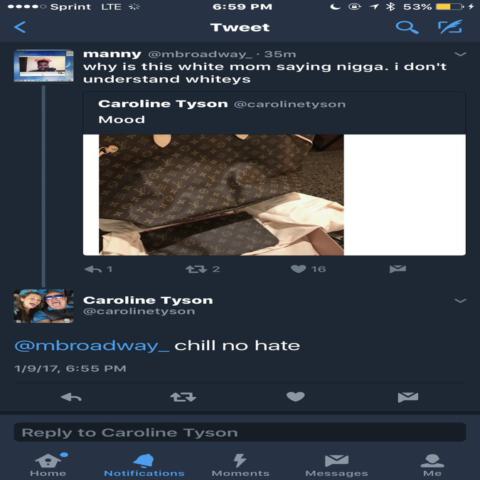 Sprint LTE 6:59 PM 53%
Tweet
manny @mbroadway_ · 35m
why is this white mom saying nigga. i don't
understand whiteys
Caroline Tyson @carolinetyson
Mood
1 2 16
Caroline Tyson
@carolinetyson
@mbroadway_ chill no hate
1/9/17, 6:55 PM
Reply to Caroline Tyson
Home Notifications Moments Messages Me